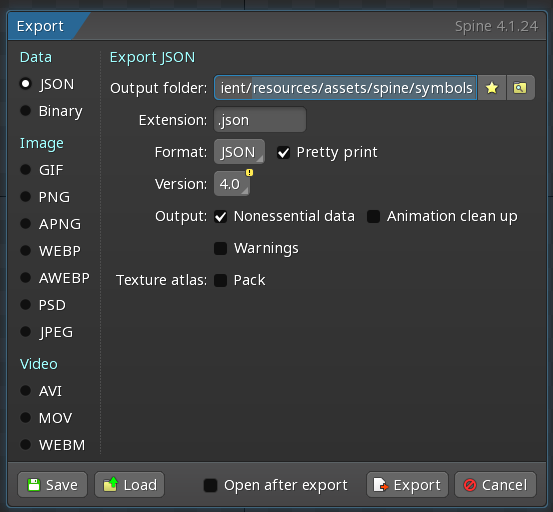 Export
Spine 4.1.24
Data
JSON
Binary
Image
GIF
PNG
APNG
WEBP
AWEBP
PSD
JPEG
Video
AVI
MOV
WEBM
Export JSON
Output folder: ient/resources/assets/spine/symbols
Extension: .json
Format: JSON Pretty print
Version: 4.0
Output: Nonessential data Animation clean up
Warnings
Texture atlas: Pack
Save Load Open after export Export Cancel